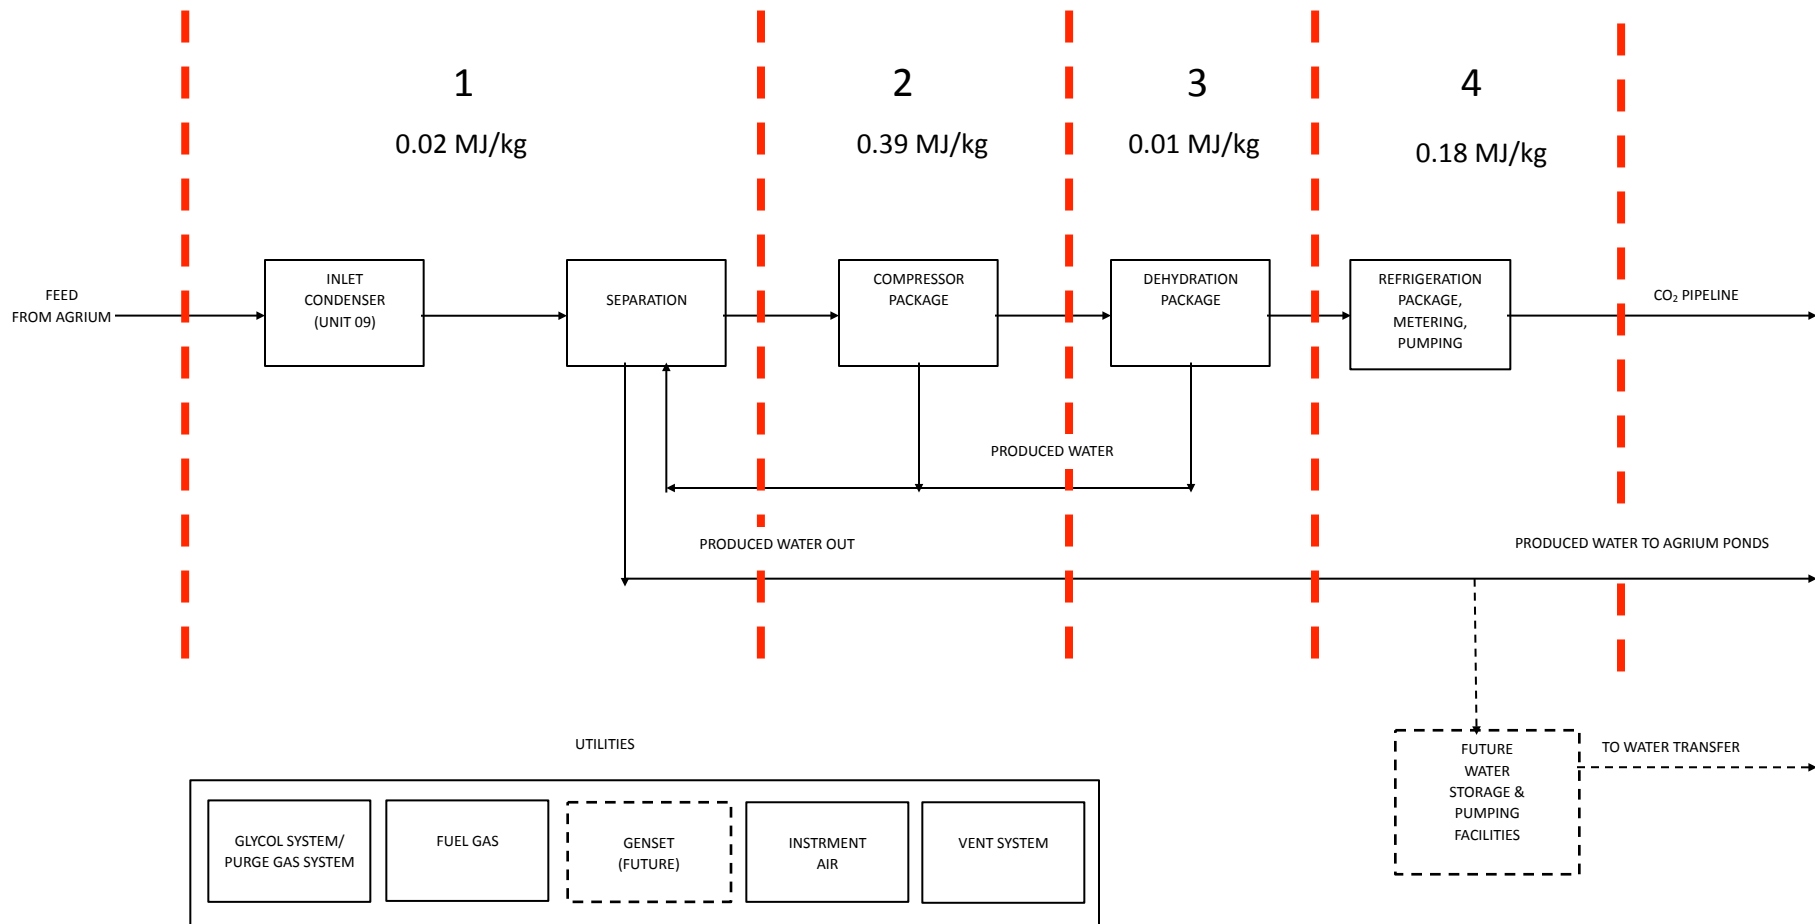 1
2
3
4
0.02 MJ/kg
0.39 MJ/kg
0.01 MJ/kg
0.18 MJ/kg
FEED
FROM AGRIUM
INLET
CONDENSER
(UNIT 09)
SEPARATION
COMPRESSOR
PACKAGE
DEHYDRATION
PACKAGE
REFRIGERATION
PACKAGE,
METERING,
PUMPING
CO₂ PIPELINE
PRODUCED WATER
PRODUCED WATER OUT
PRODUCED WATER TO AGRIUM PONDS
FUTURE
WATER
STORAGE &
PUMPING
FACILITIES
TO WATER TRANSFER
UTILITIES
GLYCOL SYSTEM/
PURGE GAS SYSTEM
FUEL GAS
GENSET
(FUTURE)
INSTRMENT
AIR
VENT SYSTEM